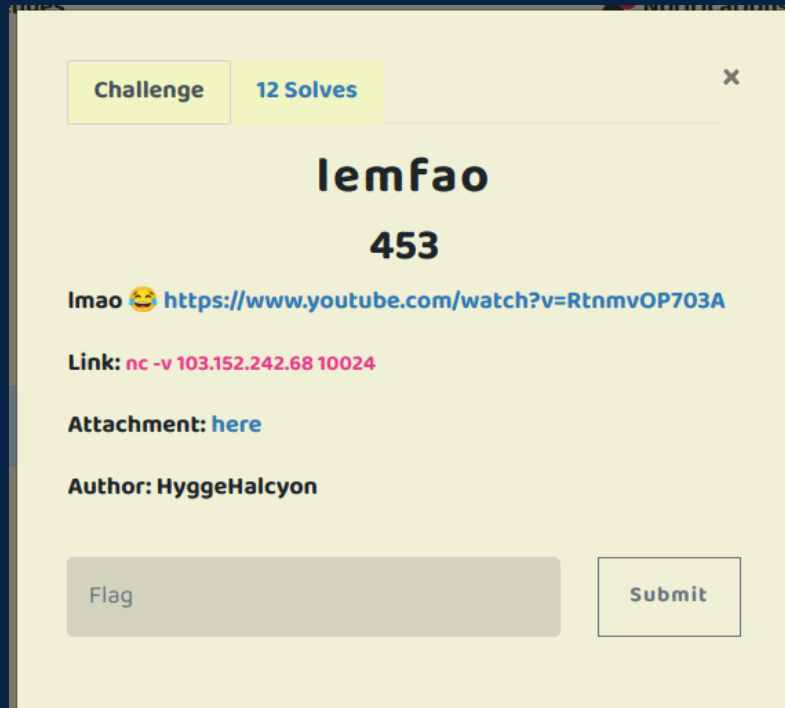 Challenge
12 Solves
×
lemfao
453
lmao 😂 https://www.youtube.com/watch?v=RtnmvOP703A
Link: nc -v 103.152.242.68 10024
Attachment: here
Author: HyggeHalcyon
Flag
Submit